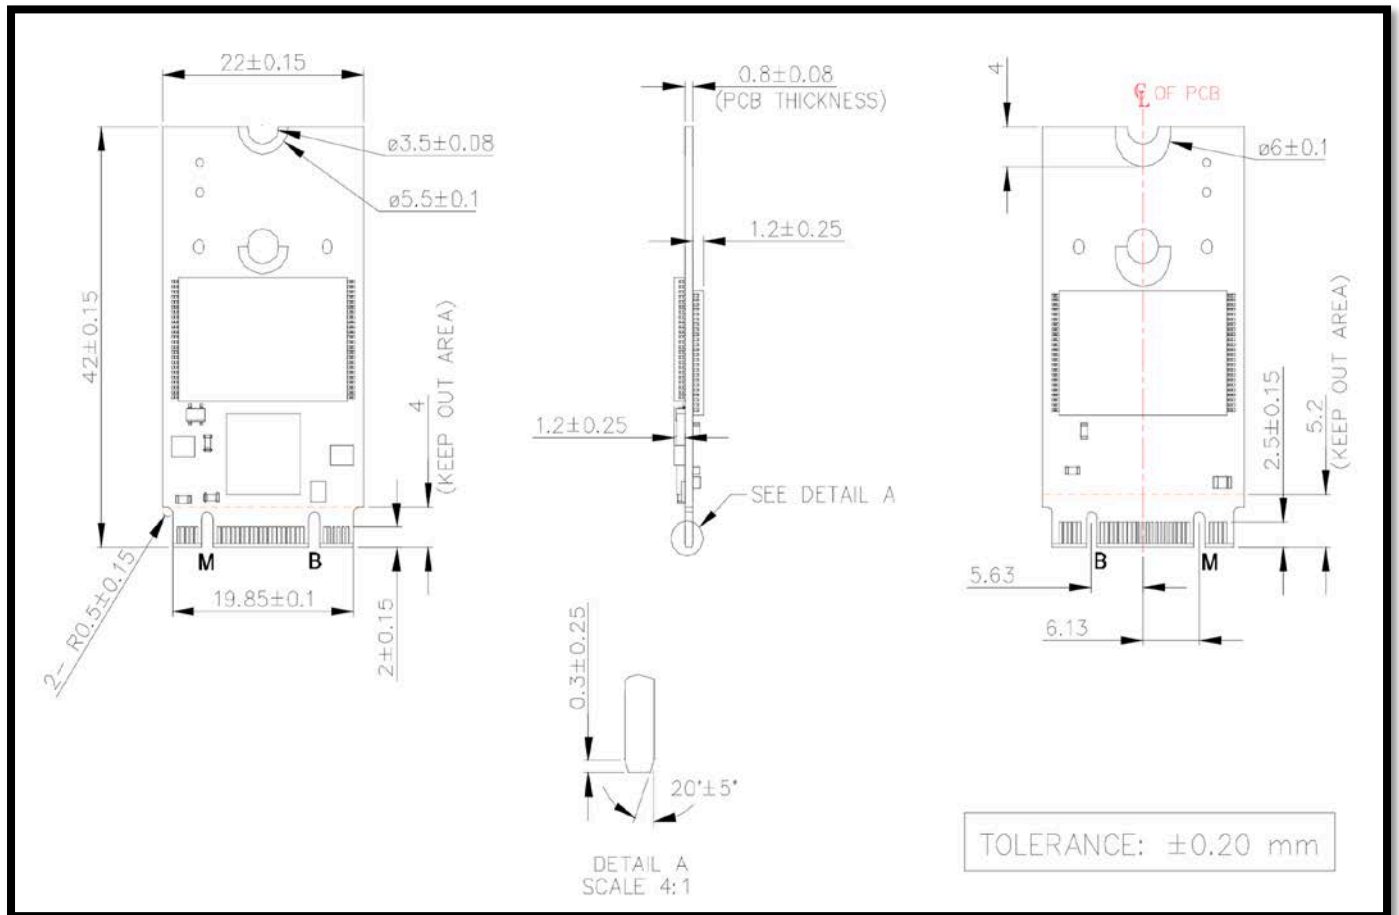 22±0.15
ø3.5±0.08
ø5.5±0.1
42±0.15
4
(KEEP OUT AREA)
M
B
19.85±0.1
2±0.15
2- R0.5±0.15
0.8±0.08
(PCB THICKNESS)
1.2±0.25
1.2±0.25
SEE DETAIL A
0.3±0.25
20°±5°
DETAIL A
SCALE 4:1
4
℄ OF PCB
ø6±0.1
2.5±0.15
5.2
(KEEP OUT AREA)
B
M
5.63
6.13
TOLERANCE: ±0.20 mm